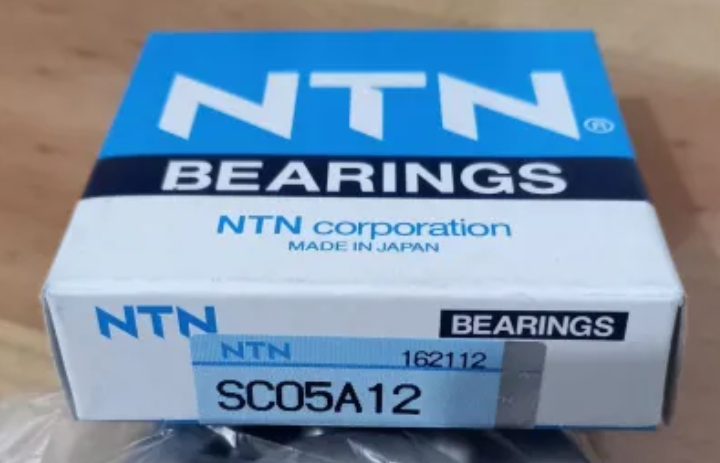 NTN®
BEARINGS
NTN corporation
MADE IN JAPAN
NTN BEARINGS
NTN 162112
SC05A12